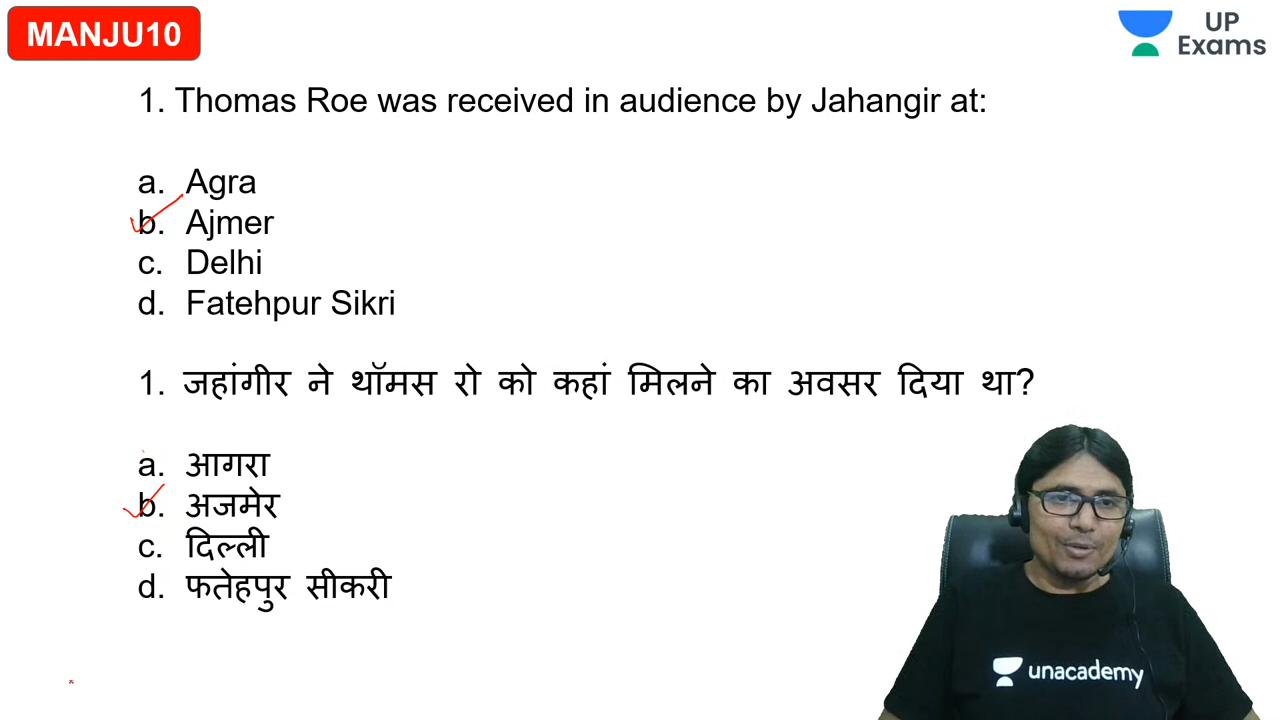 MANJU10
UP
Exams
1. Thomas Roe was received in audience by Jahangir at:
a. Agra
b. Ajmer
c. Delhi
d. Fatehpur Sikri
1. जहांगीर ने थॉमस रो को कहां मिलने का अवसर दिया था?
a. आगरा
b. अजमेर
c. दिल्ली
d. फतेहपुर सीकरी
unacademy